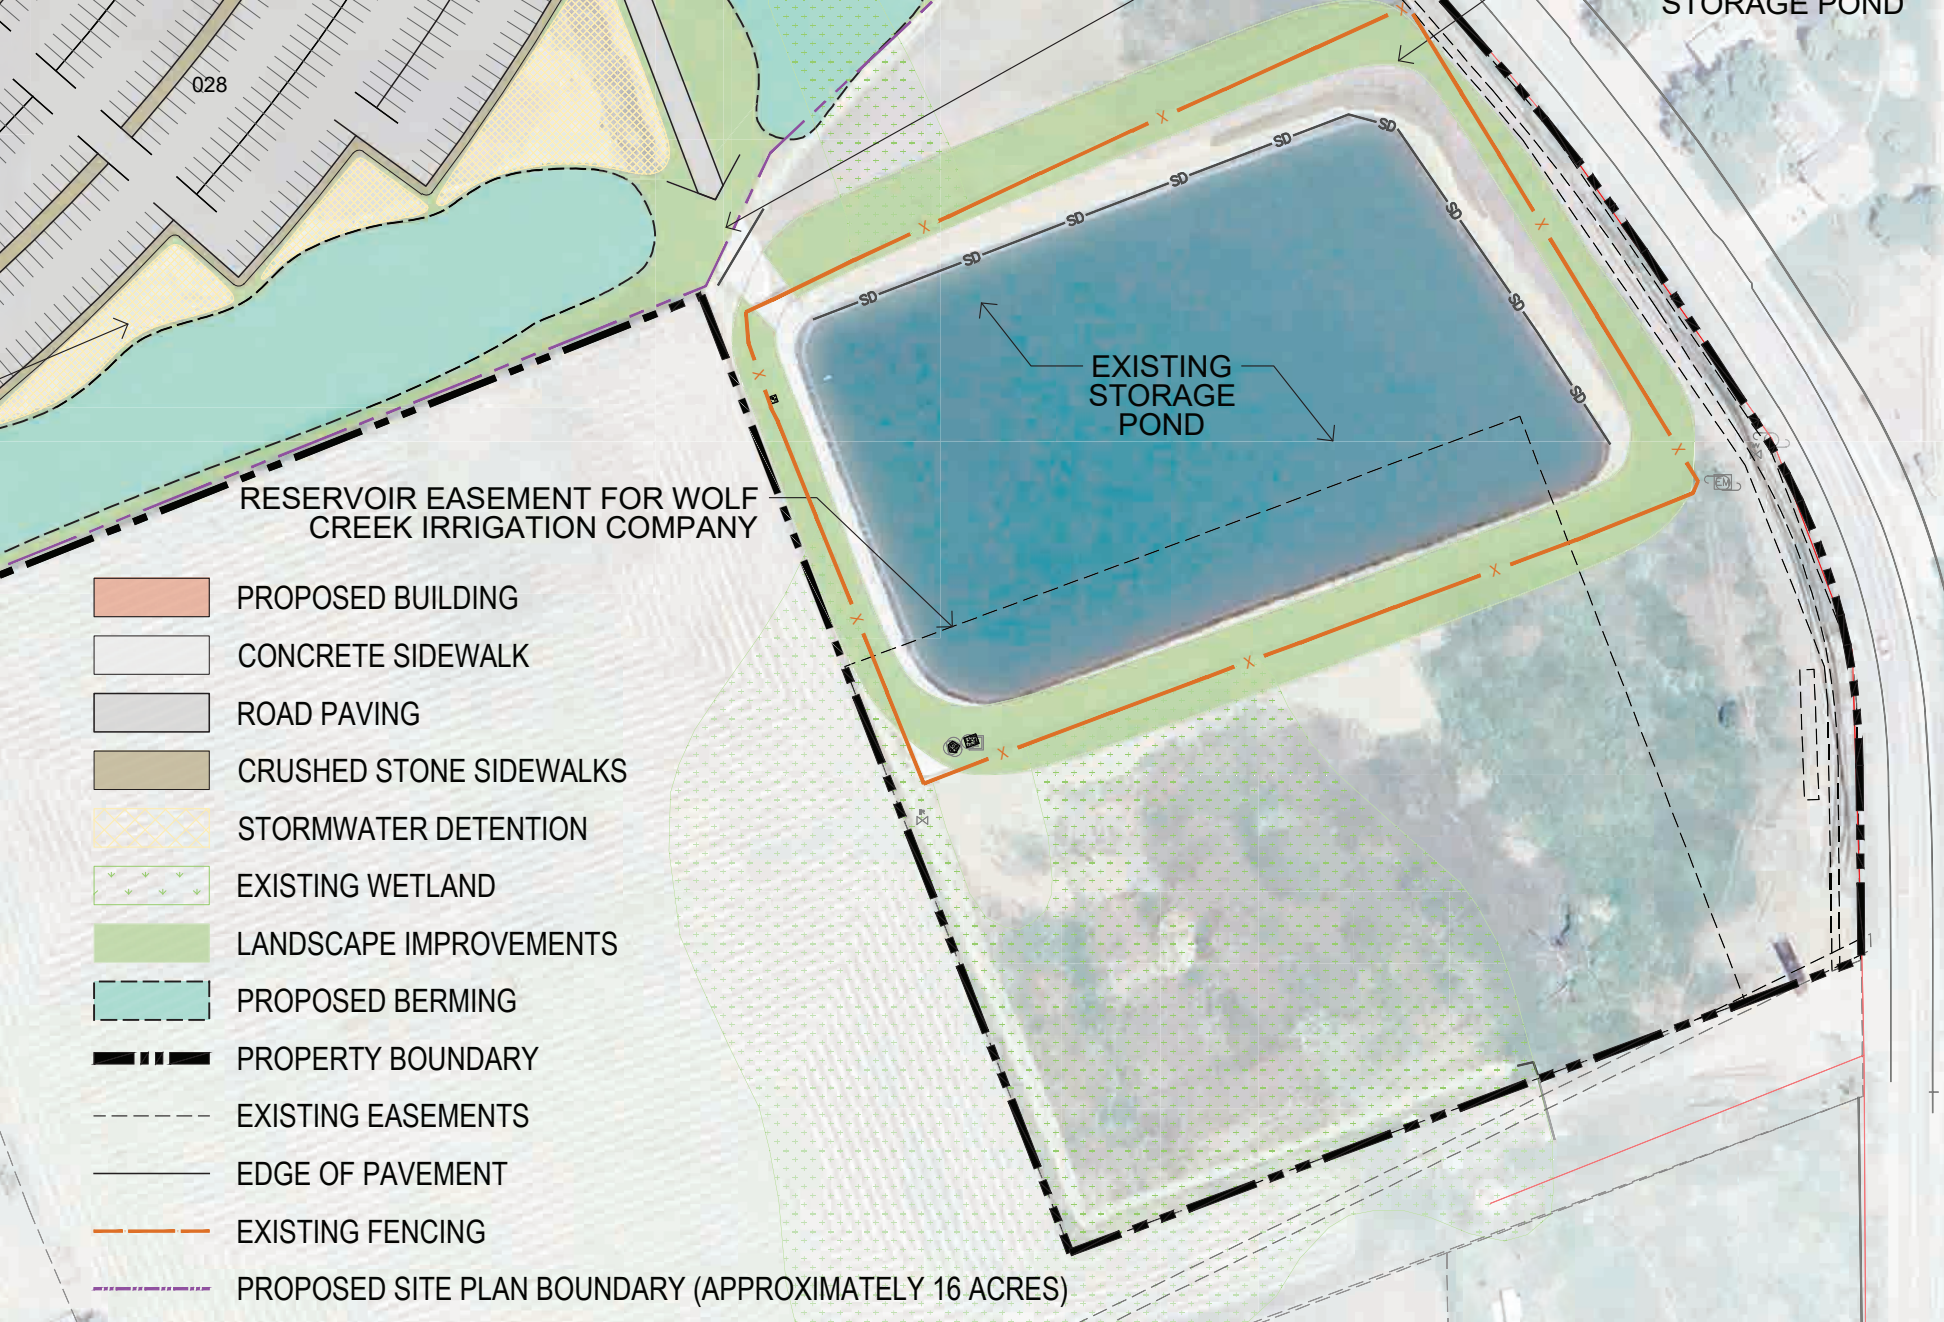 STORAGE POND
028
SD
SD
SD
SD
SD
SD
SD
SD
SD
X
X
X
X
X
X
X
X
X
EXISTING
STORAGE
POND
EM
RESERVOIR EASEMENT FOR WOLF
CREEK IRRIGATION COMPANY
PROPOSED BUILDING
CONCRETE SIDEWALK
ROAD PAVING
CRUSHED STONE SIDEWALKS
STORMWATER DETENTION
EXISTING WETLAND
LANDSCAPE IMPROVEMENTS
PROPOSED BERMING
PROPERTY BOUNDARY
EXISTING EASEMENTS
EDGE OF PAVEMENT
EXISTING FENCING
PROPOSED SITE PLAN BOUNDARY (APPROXIMATELY 16 ACRES)